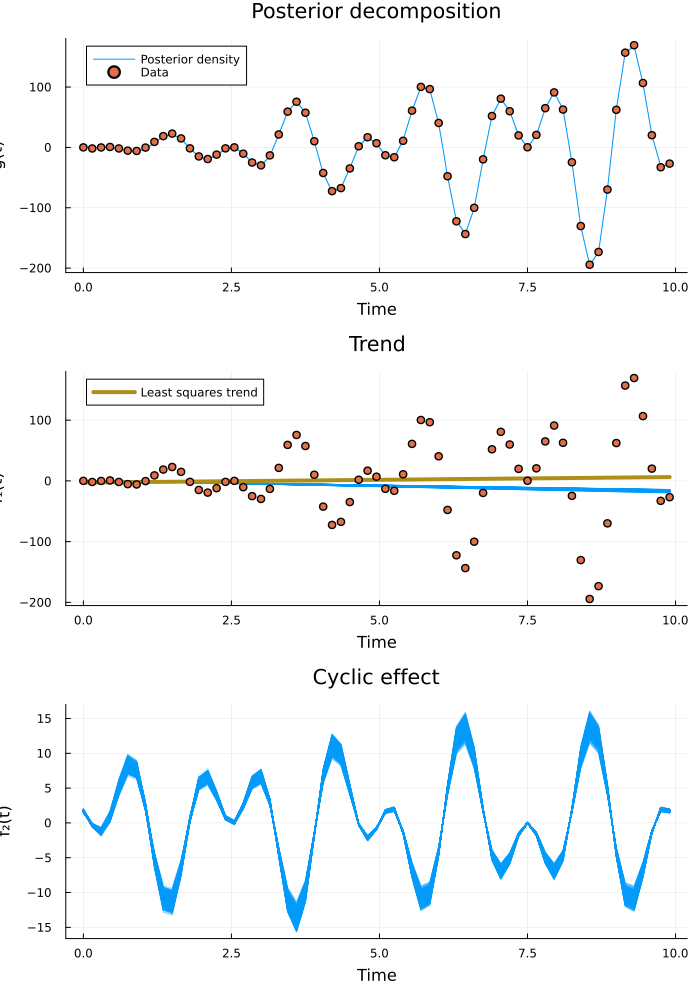 Posterior decomposition
Posterior density
Data
100
0
−100
−200
0.0 2.5 5.0 7.5 10.0
Time
Trend
Least squares trend
100
0
−100
−200
0.0 2.5 5.0 7.5 10.0
Time
Cyclic effect
f₂(t)
15
10
5
0
−5
−10
−15
0.0 2.5 5.0 7.5 10.0
Time